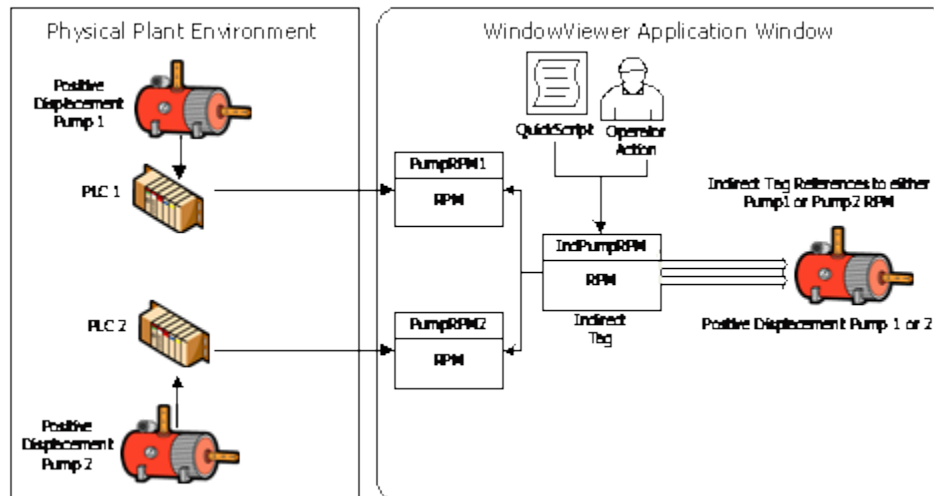 Physical Plant Environment
Positive
Displacement
Pump 1
PLC 1
PLC 2
Positive
Displacement
Pump 2
WindowViewer Application Window
QuickScript
Operator
Action
PumpRPM1
RPM
IndPumpRPM
RPM
Indirect
Tag
PumpRPM2
RPM
Indirect Tag References to either
Pump1 or Pump2 RPM
Positive Displacement Pump 1 or 2